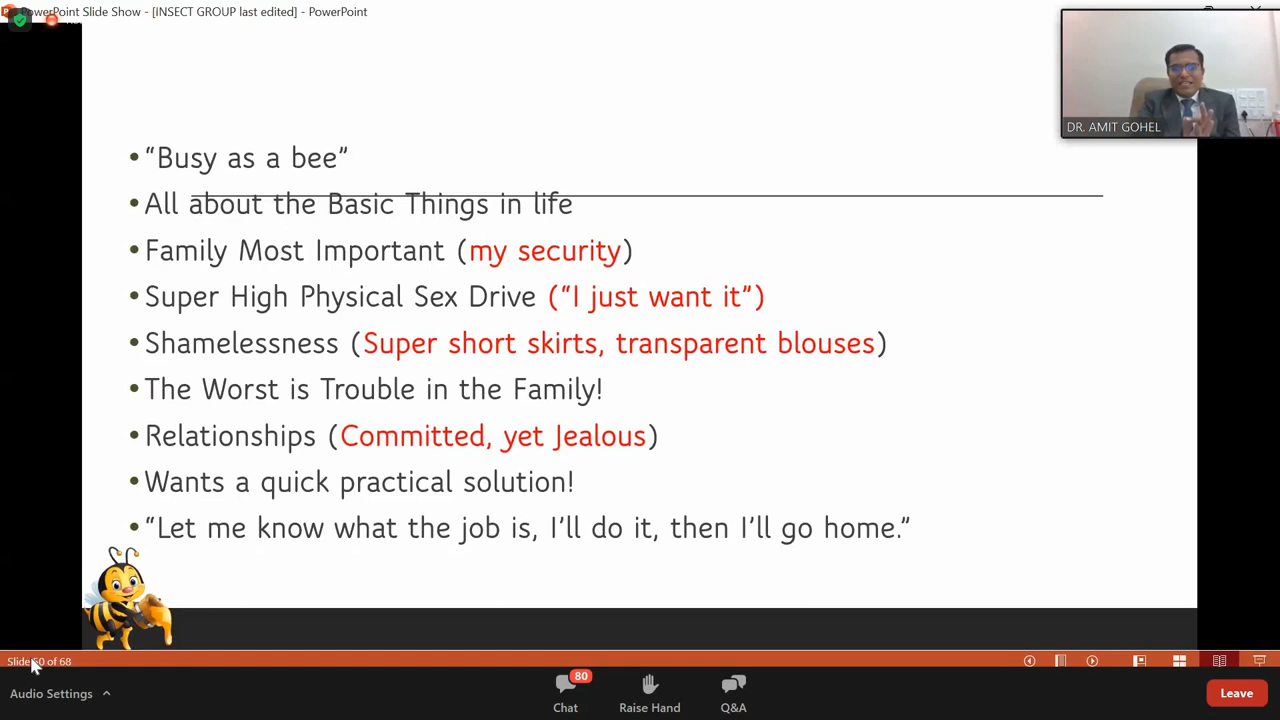 PowerPoint Slide Show - [INSECT GROUP last edited] - PowerPoint
DR. AMIT GOHEL
• “Busy as a bee”
• All about the Basic Things in life
• Family Most Important (my security)
• Super High Physical Sex Drive (“I just want it”)
• Shamelessness (Super short skirts, transparent blouses)
• The Worst is Trouble in the Family!
• Relationships (Committed, yet Jealous)
• Wants a quick practical solution!
• “Let me know what the job is, I’ll do it, then I’ll go home.”
Slide 60 of 68
Audio Settings
80
Chat
Raise Hand
Q&A
Leave